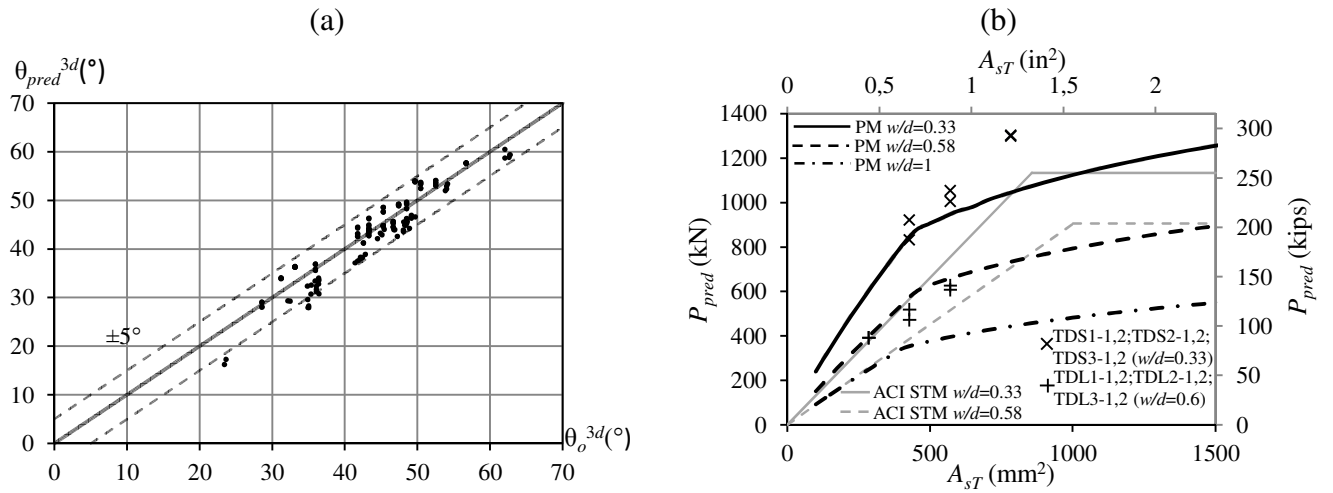 (a)
θpred3d(°)
70
60
50
40
30
20
10
0
±5°
θo3d(°)
0 10 20 30 40 50 60 70
(b)
AsT (in2)
0 0,5 1 1,5 2
Ppred (kN)
1400
1200
1000
800
600
400
200
0
PM w/d=0.33
PM w/d=0.58
PM w/d=1
ACI STM w/d=0.33
ACI STM w/d=0.58
TDS1-1,2;TDS2-1,2;
TDS3-1,2 (w/d=0.33)
TDL1-1,2;TDL2-1,2;
TDL3-1,2 (w/d=0.6)
300
250
200
150
100
50
0
Ppred (kips)
0 500 1000 1500
AsT (mm2)